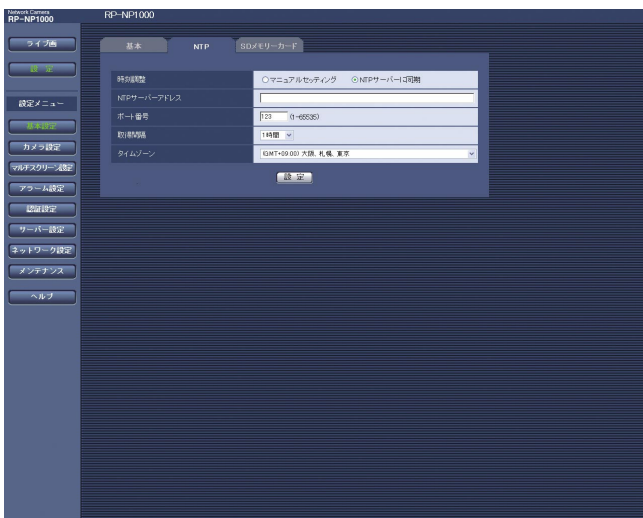 Network Camera
RP-NP1000
RP-NP1000
ライブ画
設 定
設定メニュー
基本設定
カメラ設定
マルチスクリーン設定
アラーム設定
認証設定
サーバー設定
ネットワーク設定
メンテナンス
ヘルプ
基本
NTP
SDメモリーカード
時刻調整
マニュアルセッティング
NTPサーバーに同期
NTPサーバーアドレス
ポート番号
123
(1-65535)
取得間隔
1時間
タイムゾーン
(GMT+09:00) 大阪、札幌、東京
設 定